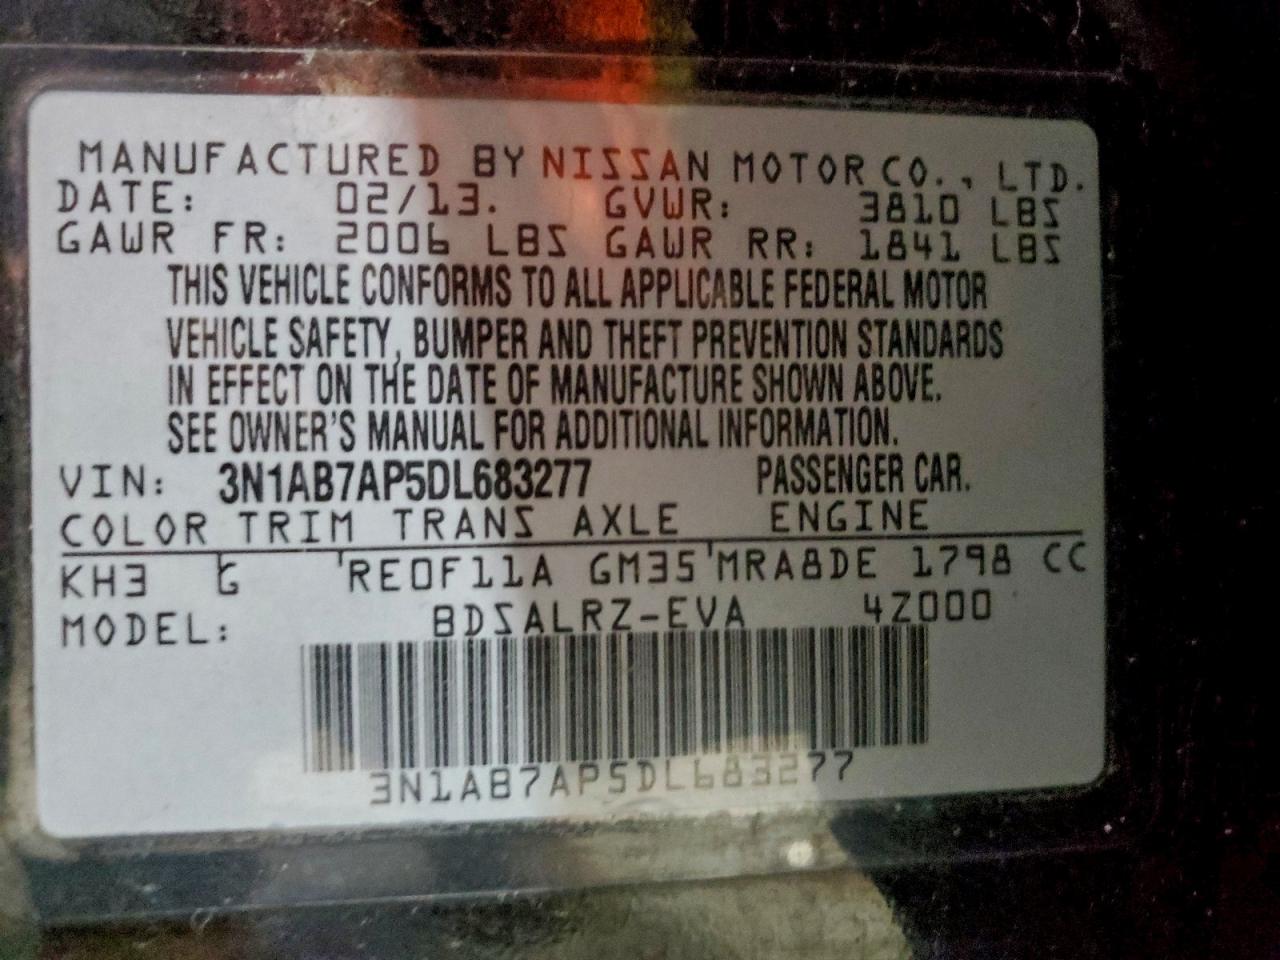 MANUFACTURED BY NISSAN MOTOR CO., LTD.
DATE: 02/13. GVWR: 3810 LBS
GAWR FR: 2006 LBS GAWR RR: 1841 LBS
THIS VEHICLE CONFORMS TO ALL APPLICABLE FEDERAL MOTOR
VEHICLE SAFETY, BUMPER AND THEFT PREVENTION STANDARDS
IN EFFECT ON THE DATE OF MANUFACTURE SHOWN ABOVE.
SEE OWNER'S MANUAL FOR ADDITIONAL INFORMATION.
VIN: 3N1AB7AP5DL683277 PASSENGER CAR.
COLOR TRIM TRANS AXLE ENGINE
KH3 G RE0F11A GM35 MRA8DE 1798 CC
MODEL: BDSALRZ-EVA 4Z000
3N1AB7AP5DL683277